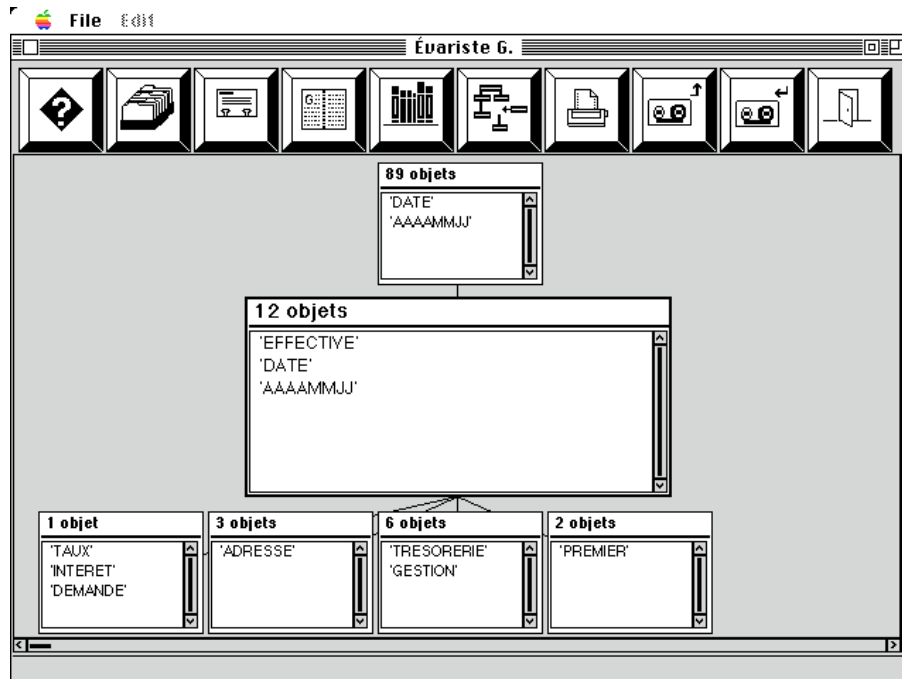 File Edit
Évariste G.
?
G.
89 objets
'DATE'
'AAAAMMJJ'
12 objets
'EFFECTIVE'
'DATE'
'AAAAMMJJ'
1 objet
'TAUX'
'INTERET'
'DEMANDE'
3 objets
'ADRESSE'
6 objets
'TRESORERIE'
'GESTION'
2 objets
'PREMIER'